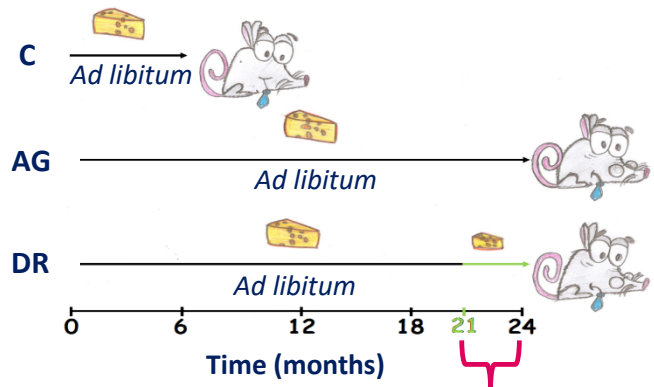 C
Ad libitum
AG
Ad libitum
DR
Ad libitum
0 6 12 18 21 24
Time (months)